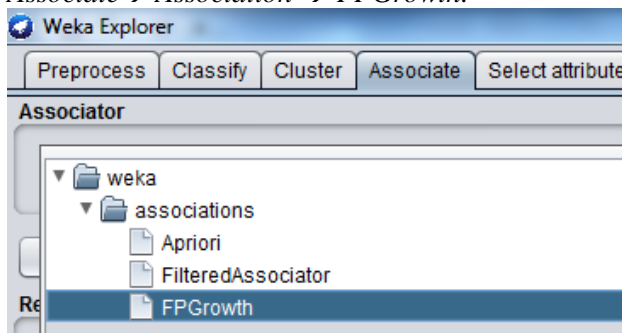 Associate→Association→FPGrowth.
Weka Explorer
Preprocess Classify Cluster Associate Select attribute
Associator
weka
associations
Apriori
FilteredAssociator
FPGrowth
Re